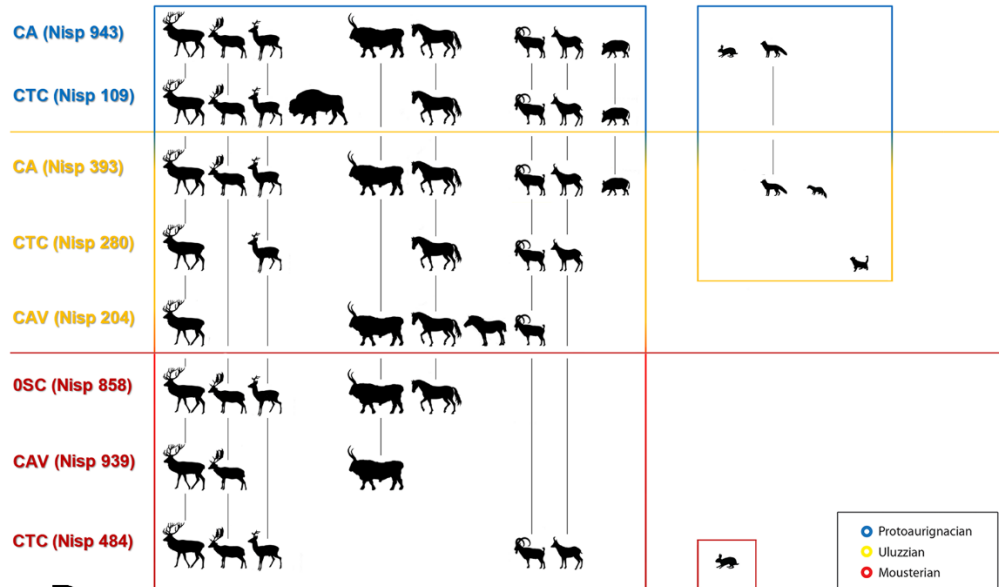 CA (Nisp 943)
CTC (Nisp 109)
CA (Nisp 393)
CTC (Nisp 280)
CAV (Nisp 204)
0SC (Nisp 858)
CAV (Nisp 939)
CTC (Nisp 484)
Protoaurignacian
Uluzzian
Mousterian